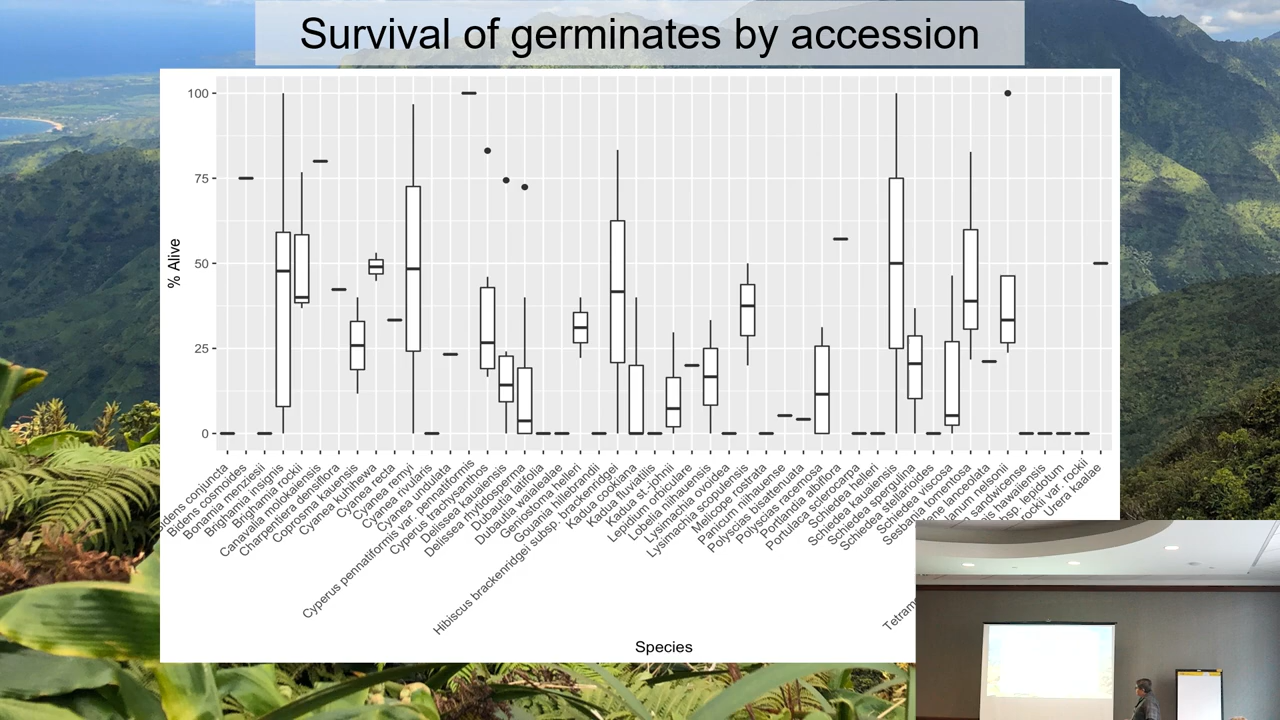 Survival of germinates by accession
100
75
50
25
0
% Alive
Bidens cosmoides
Bonamia menziesii
Brighamia insignis
Brighamia rockii
Canavalia molokaiensis
Charpentiera densiflora
Coprosma kauensis
Cyanea kuhihewa
Cyanea recta
Cyanea remyi
Cyanea rivularis
Cyanea undulata
Cyperus pennatiformis var. pennatiformis
Cyperus trachysanthos
Delissea kauaiensis
Delissea rhytidosperma
Dubautia latifolia
Dubautia waialealae
Geniostoma helleri
Gouania hillebrandii
Hibiscus brackenridgei subsp. brackenridgei
Kadua cookiana
Kadua fluviatilis
Kadua st.-johnii
Lepidium orbiculare
Lobelia niihauensis
Lysimachia ovoidea
Lysimachia scopulensis
Melicope rostrata
Panicum niihauense
Polyscias bisattenuata
Polyscias racemosa
Portlandia albiflora
Portulaca sclerocarpa
Schiedea helleri
Schiedea kauaiensis
Schiedea spergulina
Schiedea stellarioides
Schiedea viscosa
Sesbania tomentosa
nelsonii
var. rockii
Urera kaalae
Species